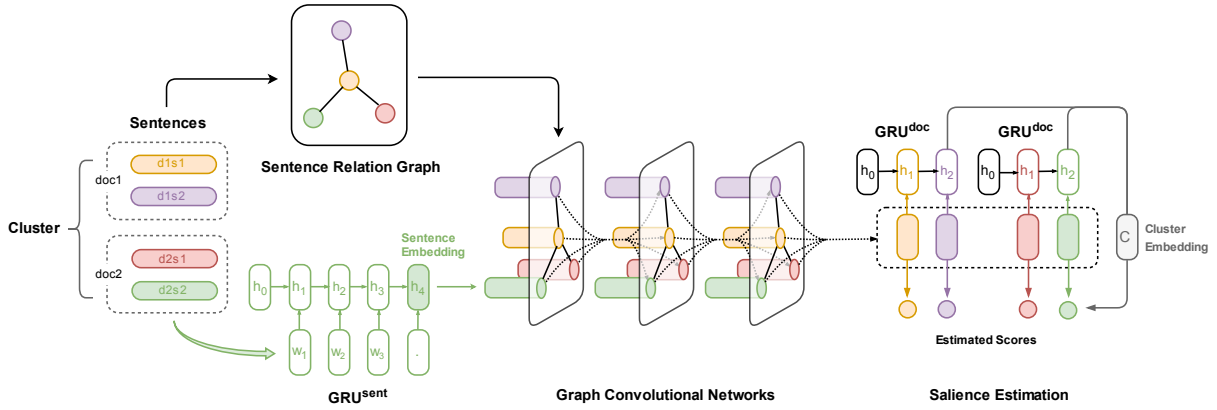 Sentences
Cluster
doc1
d1s1
d1s2
doc2
d2s1
d2s2
Sentence Relation Graph
Sentence
Embedding
h0
h1
h2
h3
h4
w1
w2
w3
.
GRUsent
Graph Convolutional Networks
GRUdoc
GRUdoc
h0
h1
h2
h0
h1
h2
C
Cluster
Embedding
Estimated Scores
Salience Estimation